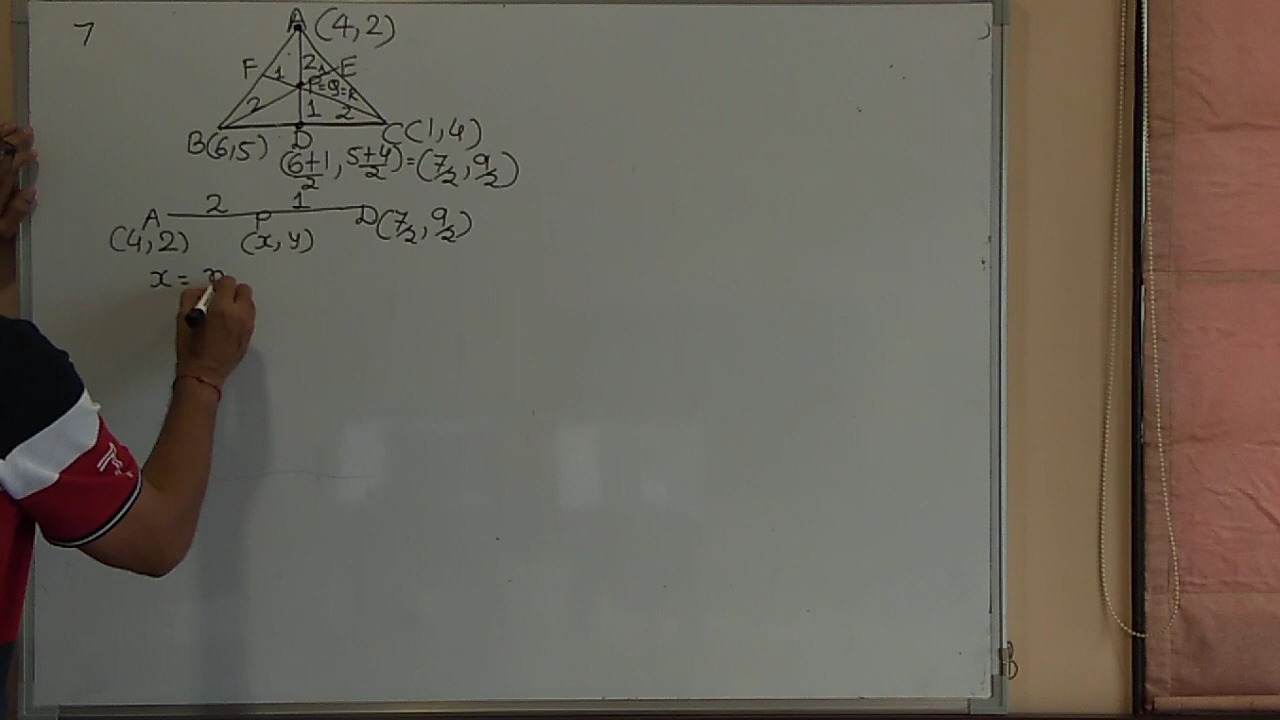 7
A (4,2)
F 1 2 1 E
P=Q=R
2 1 2
B(6,5) D C(1,4)
(6+1/2, 5+4/2)=(7/2, 9/2)
A 2 P 1 D(7/2, 9/2)
(4,2) (x,y)
x =